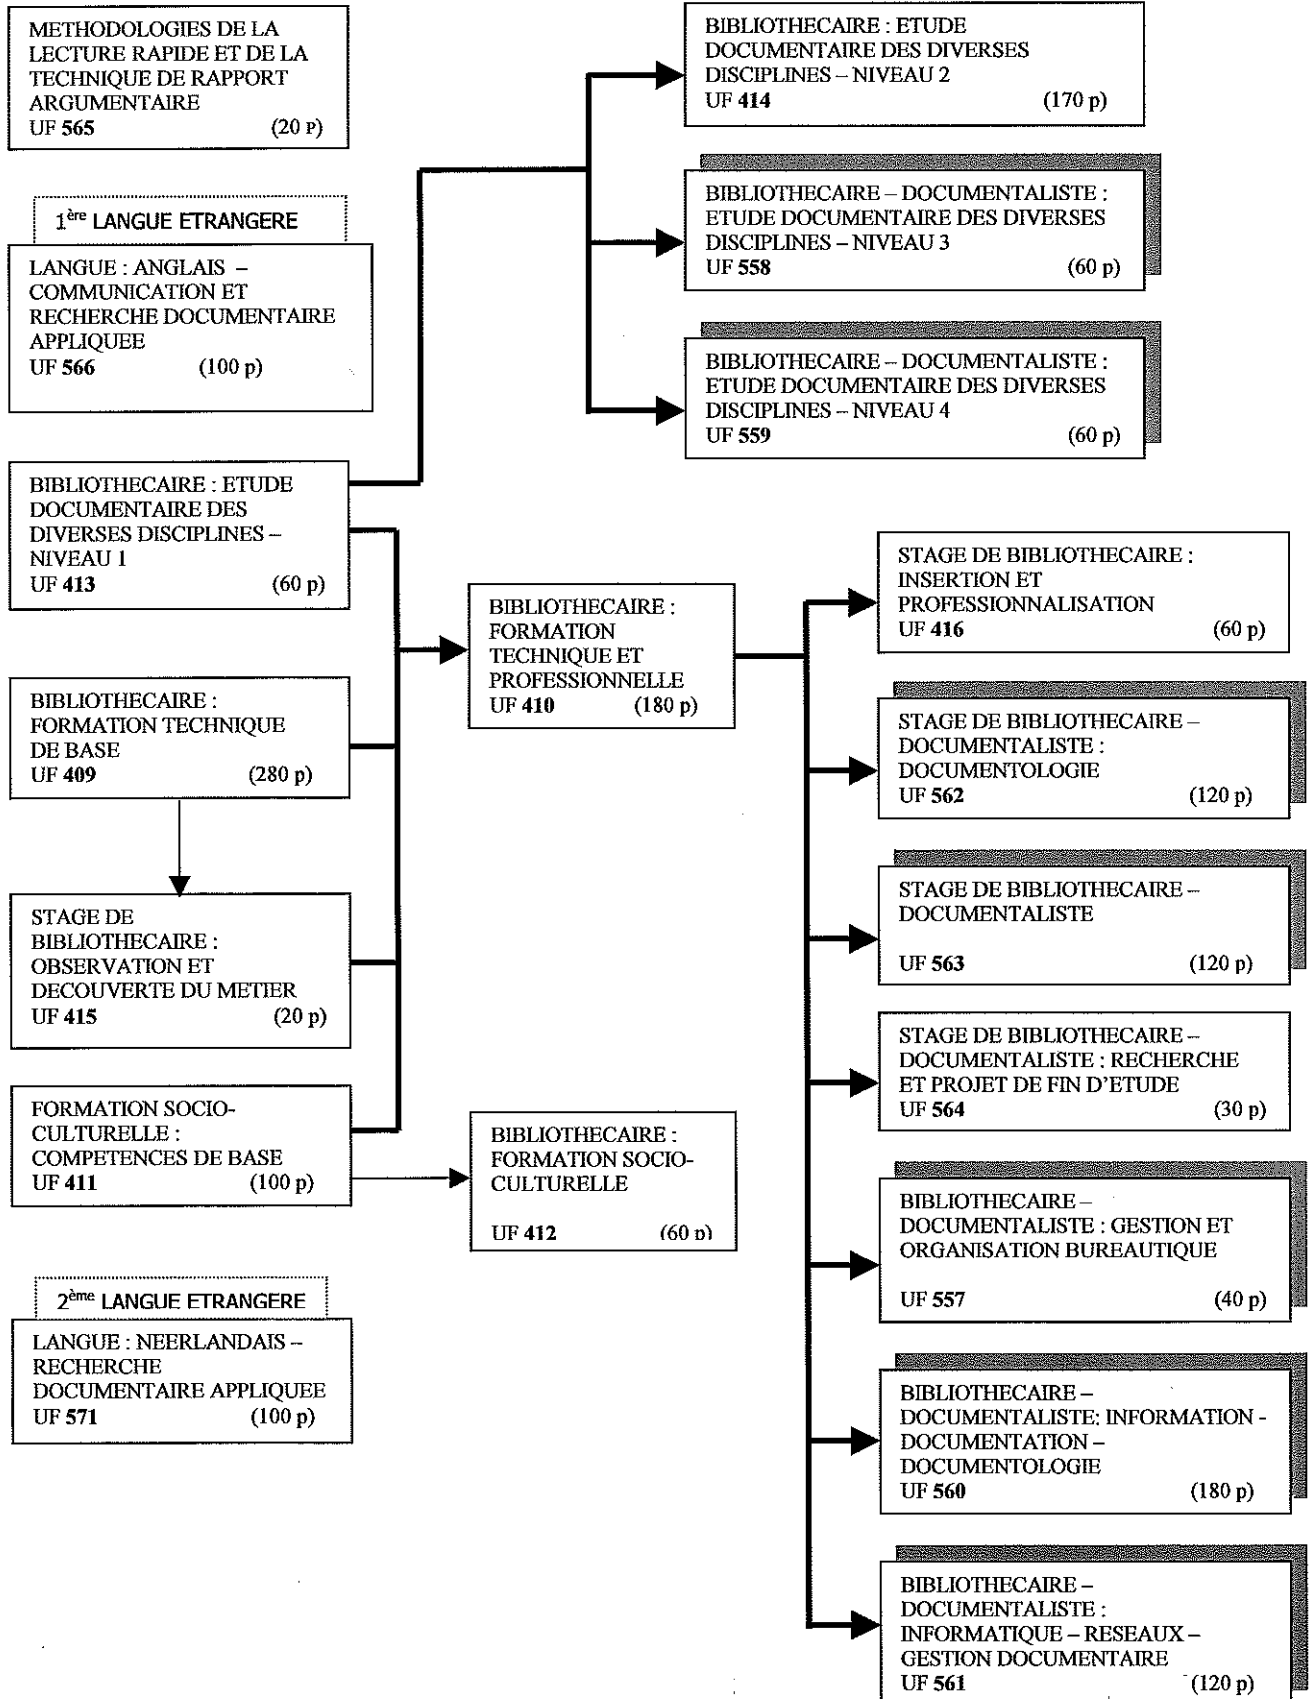 METHODOLOGIES DE LA
LECTURE RAPIDE ET DE LA
TECHNIQUE DE RAPPORT
ARGUMENTAIRE
UF 565 (20 P)
1ère LANGUE ETRANGERE
LANGUE : ANGLAIS –
COMMUNICATION ET
RECHERCHE DOCUMENTAIRE
APPLIQUEE
UF 566 (100 p)
BIBLIOTHECAIRE : ETUDE
DOCUMENTAIRE DES
DIVERSES DISCIPLINES –
NIVEAU 1
UF 413 (60 p)
BIBLIOTHECAIRE :
FORMATION TECHNIQUE
DE BASE
UF 409 (280 p)
STAGE DE
BIBLIOTHECAIRE :
OBSERVATION ET
DECOUVERTE DU METIER
UF 415 (20 p)
FORMATION SOCIO-
CULTURELLE :
COMPETENCES DE BASE
UF 411 (100 p)
2ème LANGUE ETRANGERE
LANGUE : NEERLANDAIS –
RECHERCHE
DOCUMENTAIRE APPLIQUEE
UF 571 (100 p)
BIBLIOTHECAIRE :
FORMATION
TECHNIQUE ET
PROFESSIONNELLE
UF 410 (180 p)
BIBLIOTHECAIRE :
FORMATION SOCIO-
CULTURELLE
UF 412 (60 p)
BIBLIOTHECAIRE : ETUDE
DOCUMENTAIRE DES DIVERSES
DISCIPLINES – NIVEAU 2
UF 414 (170 p)
BIBLIOTHECAIRE – DOCUMENTALISTE :
ETUDE DOCUMENTAIRE DES DIVERSES
DISCIPLINES – NIVEAU 3
UF 558 (60 p)
BIBLIOTHECAIRE – DOCUMENTALISTE :
ETUDE DOCUMENTAIRE DES DIVERSES
DISCIPLINES – NIVEAU 4
UF 559 (60 p)
STAGE DE BIBLIOTHECAIRE :
INSERTION ET
PROFESSIONNALISATION
UF 416 (60 p)
STAGE DE BIBLIOTHECAIRE –
DOCUMENTALISTE :
DOCUMENTOLOGIE
UF 562 (120 p)
STAGE DE BIBLIOTHECAIRE –
DOCUMENTALISTE
UF 563 (120 p)
STAGE DE BIBLIOTHECAIRE –
DOCUMENTALISTE : RECHERCHE
ET PROJET DE FIN D'ETUDE
UF 564 (30 p)
BIBLIOTHECAIRE –
DOCUMENTALISTE : GESTION ET
ORGANISATION BUREAUTIQUE
UF 557 (40 p)
BIBLIOTHECAIRE –
DOCUMENTALISTE: INFORMATION -
DOCUMENTATION –
DOCUMENTOLOGIE
UF 560 (180 p)
BIBLIOTHECAIRE –
DOCUMENTALISTE :
INFORMATIQUE – RESEAUX –
GESTION DOCUMENTAIRE
UF 561 (120 p)